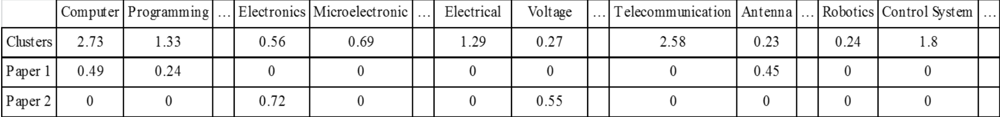 Computer Programming … Electronics Microelectronic … Electrical Voltage … Telecommunication Antenna … Robotics Control System …
Clusters 2.73 1.33 0.56 0.69 1.29 0.27 2.58 0.23 0.24 1.8
Paper 1 0.49 0.24 0 0 0 0 0 0.45 0 0
Paper 2 0 0 0.72 0 0 0.55 0 0 0 0